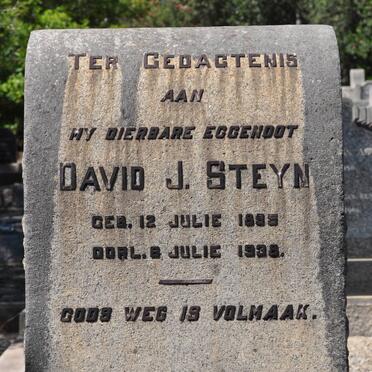 TER GEDAGTENIS
AAN
MY DIERBARE EGGENOOT
DAVID J. STEYN
GEB. 12 JULIE 1885
OORL. 8 JULIE 1938.
GODS WEG IS VOLMAAK.